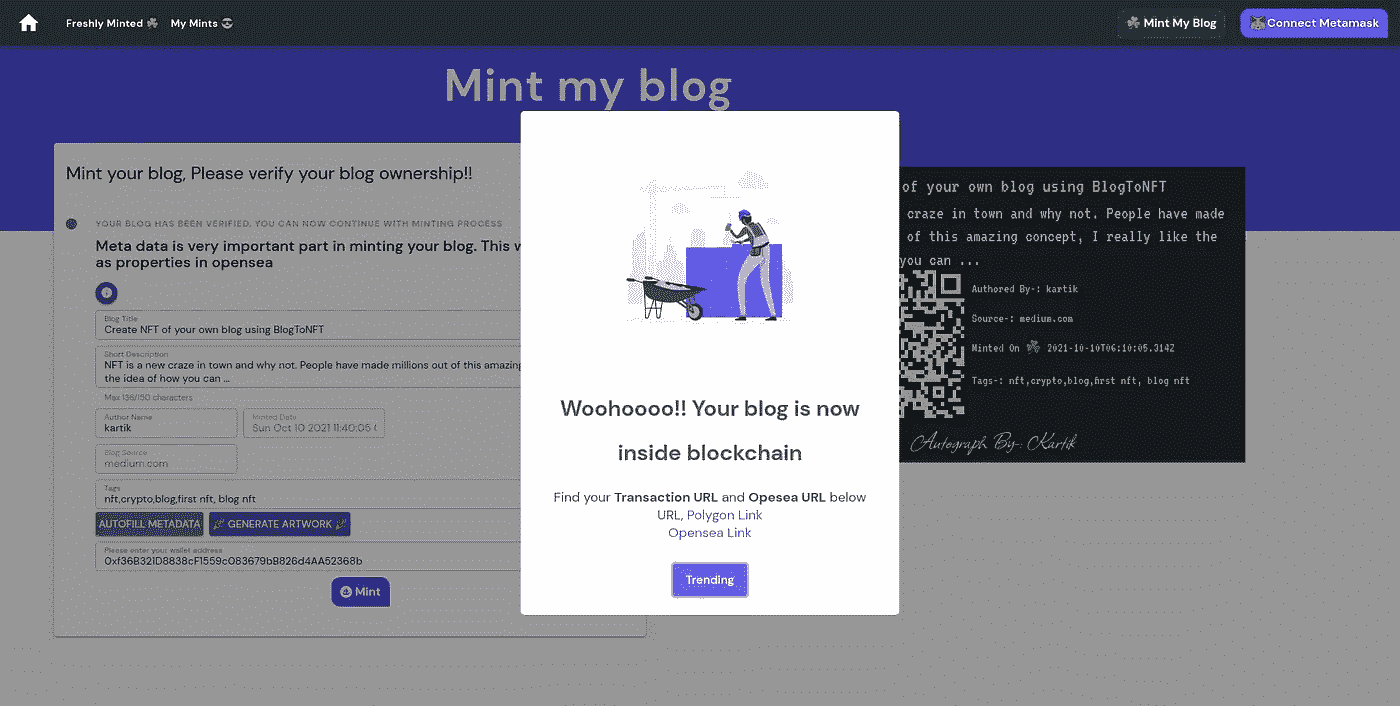 Freshly Minted My Mints
Mint My Blog
Connect Metamask
Mint my blog
Mint your blog, Please verify your blog ownership!!
YOUR BLOG HAS BEEN VERIFIED, YOU CAN NOW CONTINUE WITH MINTING PROCESS
Meta data is very important part in minting your blog. This
as properties in opensea
Blog Title
Create NFT of your own blog using BlogToNFT
Short Description
NFT is a new craze in town and why not. People have made millions out of this amazing
the idea of how you can ...
Max 136/150 characters
Author Name
kartik
Minted Date
Sun Oct 10 2021 11:40:05
Blog Source
medium.com
Tags
nft,crypto,blog,first nft, blog nft
AUTOFILL METADATA
GENERATE ARTWORK
Please enter your wallet address
0xf36B321D8838cF1559c083679bB826d4AA52368b
Mint
Woohoooo!! Your blog is now
inside blockchain
Find your Transaction URL and Opesea URL below
URL, Polygon Link
Opensea Link
Trending
of your own blog using BlogToNFT
craze in town and why not. People have made
of this amazing concept, I really like the
you can ...
Authored By-: kartik
Source-: medium.com
Minted On 2021-10-10T06:10:05.314Z
Tags-: nft,crypto,blog,first nft, blog nft
Autograph By-: Kartik